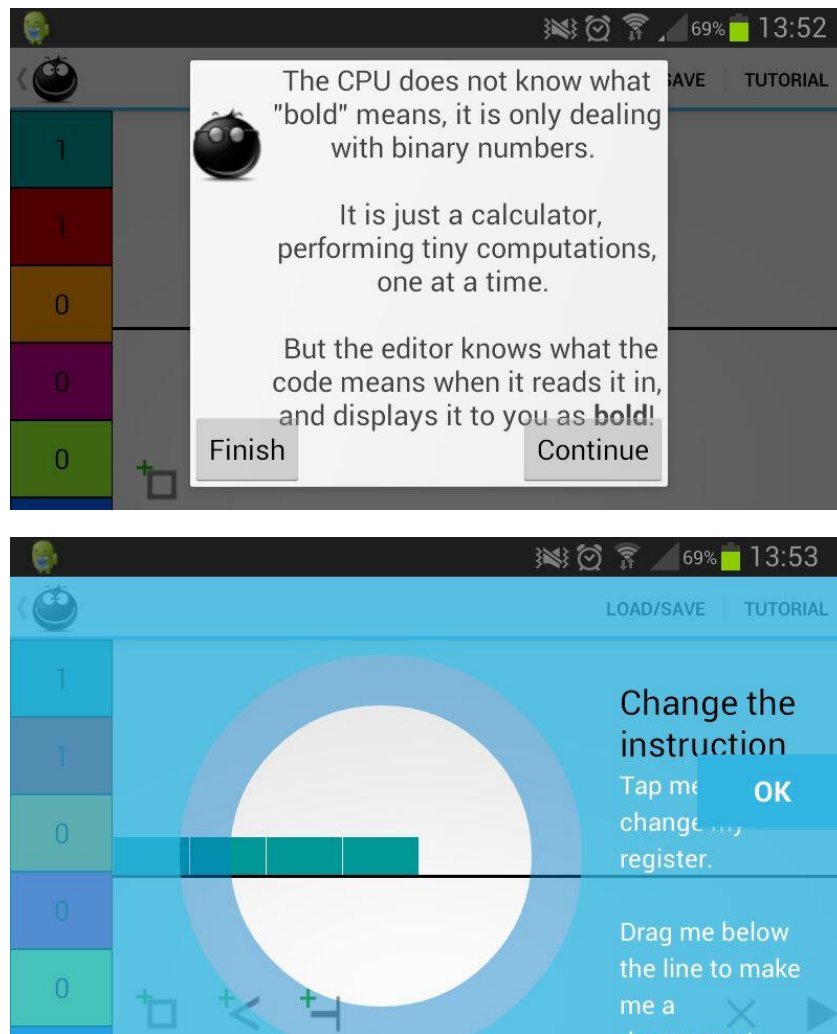 69% 13:52
SAVE TUTORIAL
The CPU does not know what
"bold" means, it is only dealing
with binary numbers.
It is just a calculator,
performing tiny computations,
one at a time.
But the editor knows what the
code means when it reads it in,
and displays it to you as bold!
Finish Continue
1
1
0
0
0
69% 13:53
LOAD/SAVE TUTORIAL
1
1
0
0
0
Change the
instruction
Tap me
OK
change my
register.
Drag me below
the line to make
me a